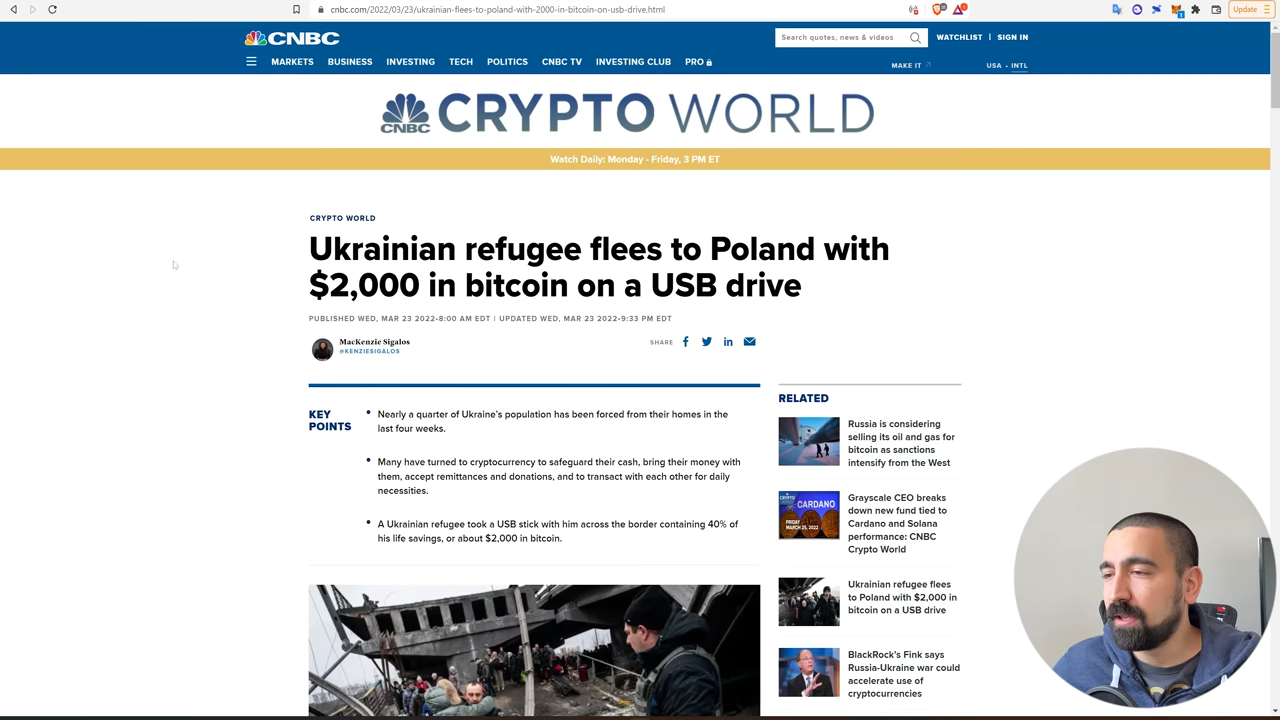 cnbc.com/2022/03/23/ukrainian-flees-to-poland-with-2000-in-bitcoin-on-usb-drive.html
Update
CNBC
Search quotes, news & videos
WATCHLIST | SIGN IN
MARKETS BUSINESS INVESTING TECH POLITICS CNBC TV INVESTING CLUB PRO
MAKE IT
USA • INTL
CNBC CRYPTO WORLD
Watch Daily: Monday - Friday, 3 PM ET
CRYPTO WORLD
Ukrainian refugee flees to Poland with
$2,000 in bitcoin on a USB drive
PUBLISHED WED, MAR 23 2022•8:00 AM EDT | UPDATED WED, MAR 23 2022•9:33 PM EDT
MacKenzie Sigalos
@KENZIESIGALOS
SHARE
KEY
POINTS
• Nearly a quarter of Ukraine's population has been forced from their homes in the
last four weeks.
• Many have turned to cryptocurrency to safeguard their cash, bring their money with
them, accept remittances and donations, and to transact with each other for daily
necessities.
• A Ukrainian refugee took a USB stick with him across the border containing 40% of
his life savings, or about $2,000 in bitcoin.
RELATED
Russia is considering
selling its oil and gas for
bitcoin as sanctions
intensify from the West
CARDANO
FRIDAY
MARCH 25, 2022
Grayscale CEO breaks
down new fund tied to
Cardano and Solana
performance: CNBC
Crypto World
Ukrainian refugee flees
to Poland with $2,000 in
bitcoin on a USB drive
BlackRock's Fink says
Russia-Ukraine war could
accelerate use of
cryptocurrencies